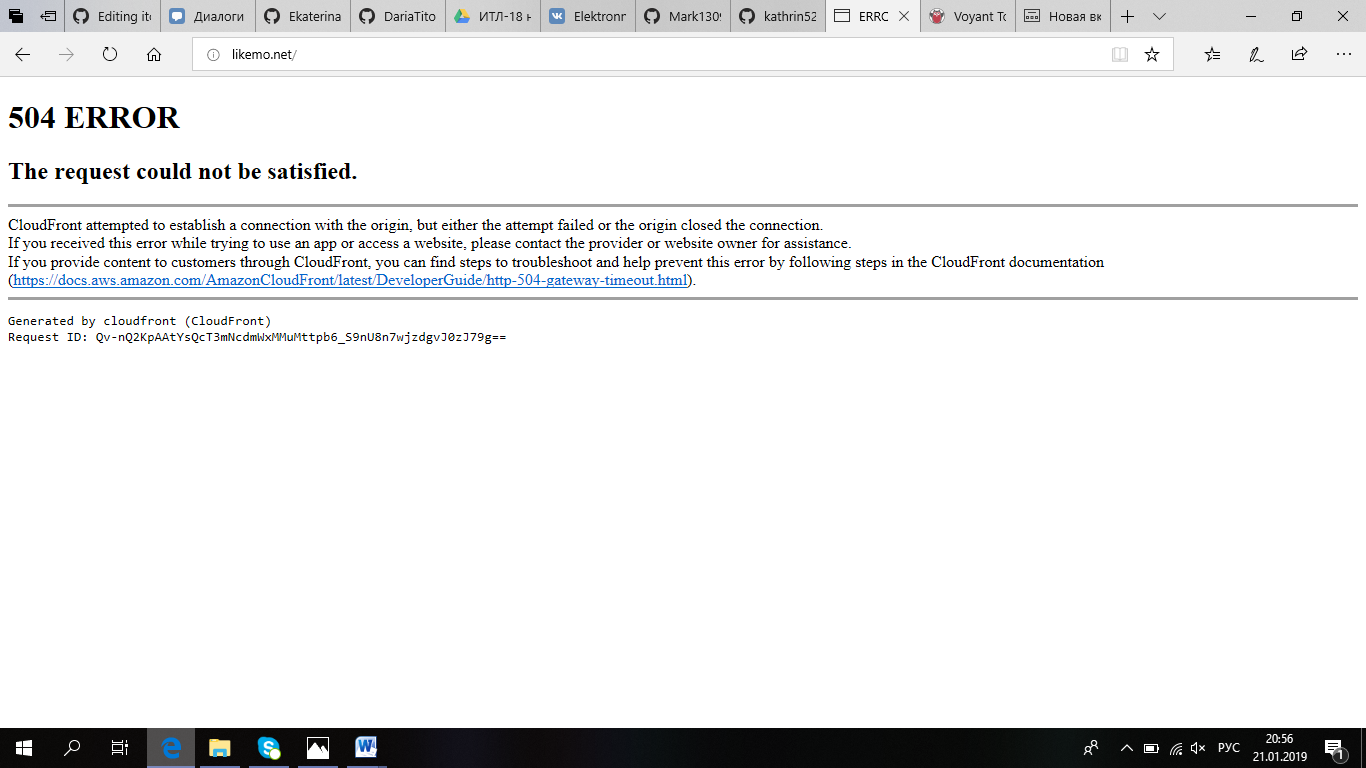 Editing ite
Диалоги
Ekaterina
DariaTito
ИТЛ-18 н
Elektronn
Mark1309
kathrin52
ERRO
Voyant To
Новая вк
likemo.net/
504 ERROR
The request could not be satisfied.
CloudFront attempted to establish a connection with the origin, but either the attempt failed or the origin closed the connection.
If you received this error while trying to use an app or access a website, please contact the provider or website owner for assistance.
If you provide content to customers through CloudFront, you can find steps to troubleshoot and help prevent this error by following steps in the CloudFront documentation
(https://docs.aws.amazon.com/AmazonCloudFront/latest/DeveloperGuide/http-504-gateway-timeout.html).
Generated by cloudfront (CloudFront)
Request ID: Qv-nQ2KpAAtYsQcT3mNcdmWxMMuMttpb6_S9nU8n7wjzdgvJ0zJ79g==
РУС
20:56
21.01.2019
1